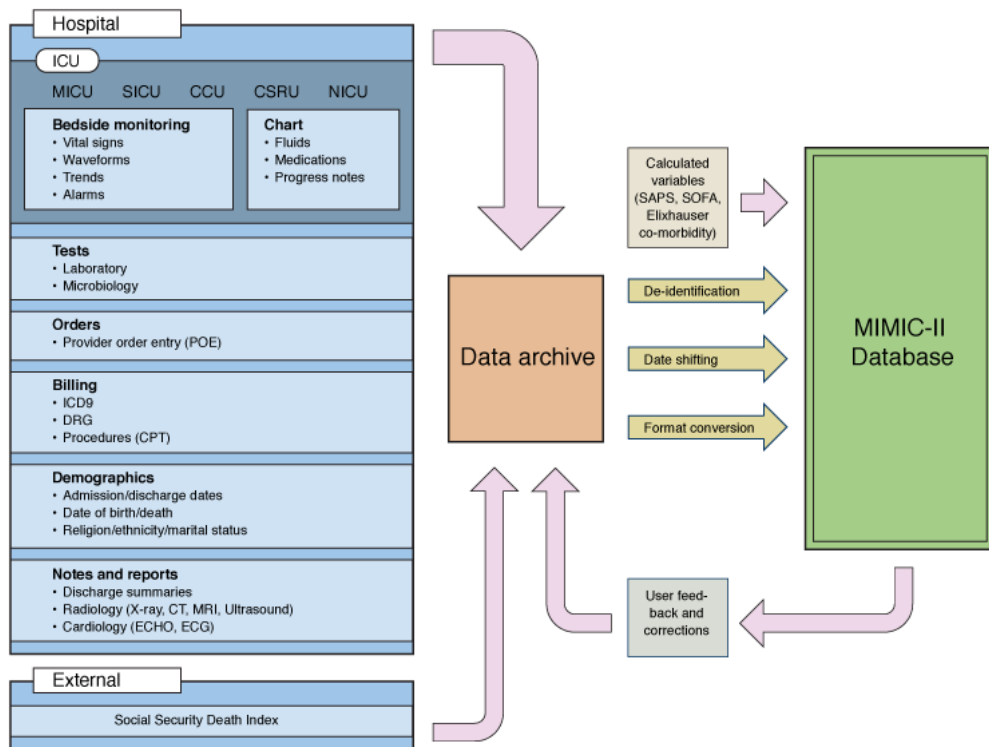 Hospital
ICU
MICU SICU CCU CSRU NICU
Bedside monitoring
• Vital signs
• Waveforms
• Trends
• Alarms
Chart
• Fluids
• Medications
• Progress notes
Tests
• Laboratory
• Microbiology
Orders
• Provider order entry (POE)
Billing
• ICD9
• DRG
• Procedures (CPT)
Demographics
• Admission/discharge dates
• Date of birth/death
• Religion/ethnicity/marital status
Notes and reports
• Discharge summaries
• Radiology (X-ray, CT, MRI, Ultrasound)
• Cardiology (ECHO, ECG)
External
Social Security Death Index
Data archive
Calculated
variables
(SAPS, SOFA,
Elixhauser
co-morbidity)
De-identification
Date shifting
Format conversion
MIMIC-II
Database
User feed-
back and
corrections